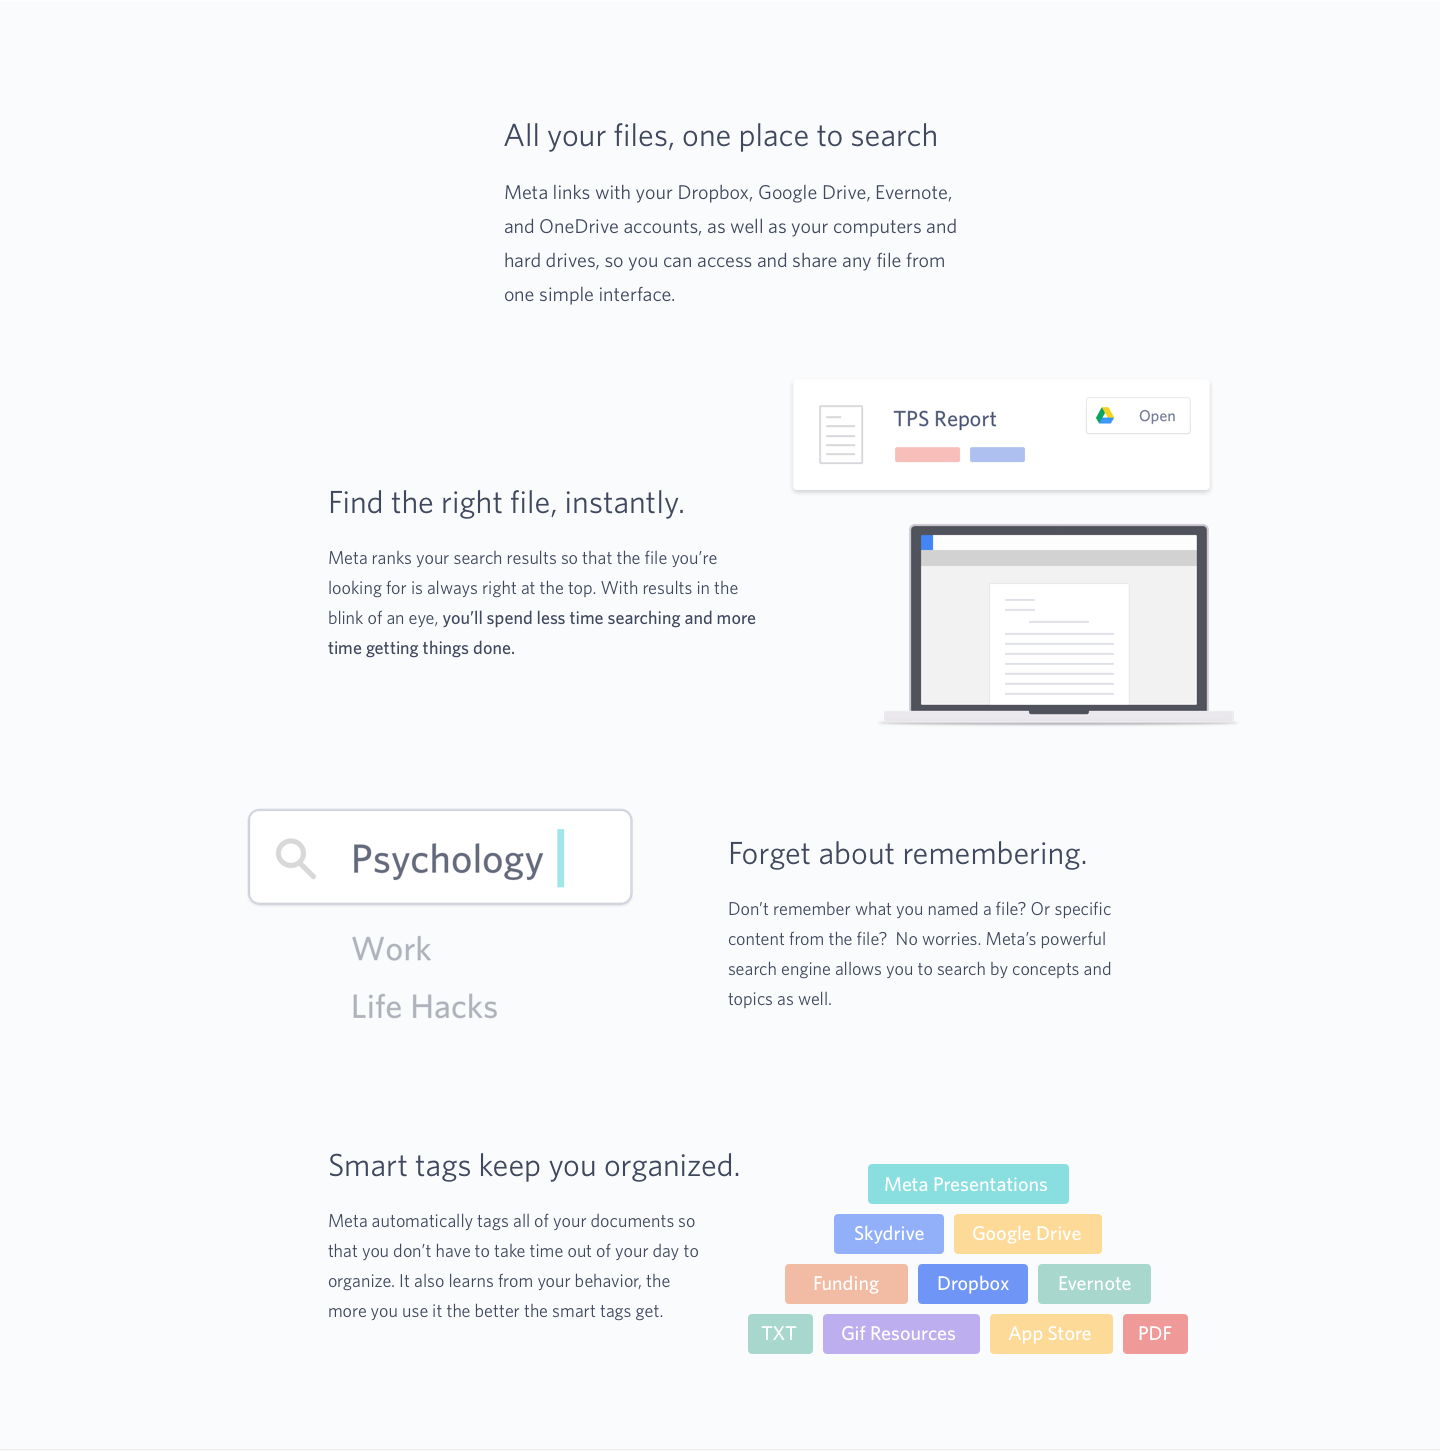 All your files, one place to search
Meta links with your Dropbox, Google Drive, Evernote,
and OneDrive accounts, as well as your computers and
hard drives, so you can access and share any file from
one simple interface.
TPS Report
Open
Find the right file, instantly.
Meta ranks your search results so that the file you’re
looking for is always right at the top. With results in the
blink of an eye, you’ll spend less time searching and more
time getting things done.
Psychology
Work
Life Hacks
Forget about remembering.
Don’t remember what you named a file? Or specific
content from the file?  No worries. Meta’s powerful
search engine allows you to search by concepts and
topics as well.
Smart tags keep you organized.
Meta automatically tags all of your documents so
that you don’t have to take time out of your day to
organize. It also learns from your behavior, the
more you use it the better the smart tags get.
Meta Presentations
Skydrive Google Drive
Funding Dropbox Evernote
TXT Gif Resources App Store PDF